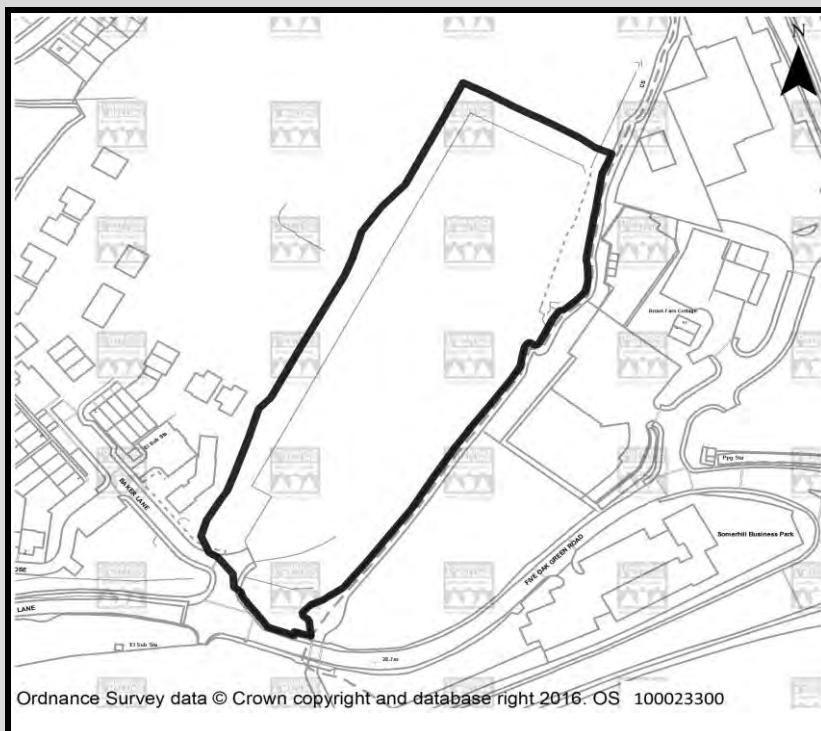 N
CS
Brook Farm Cottage
El Sub Sta
BAKER LANE
Ppg Sta
Somerhill Business Park
FIVE OAK GREEN ROAD
LANE
El Sub Sta
Ordnance Survey data © Crown copyright and database right 2016. OS 100023300